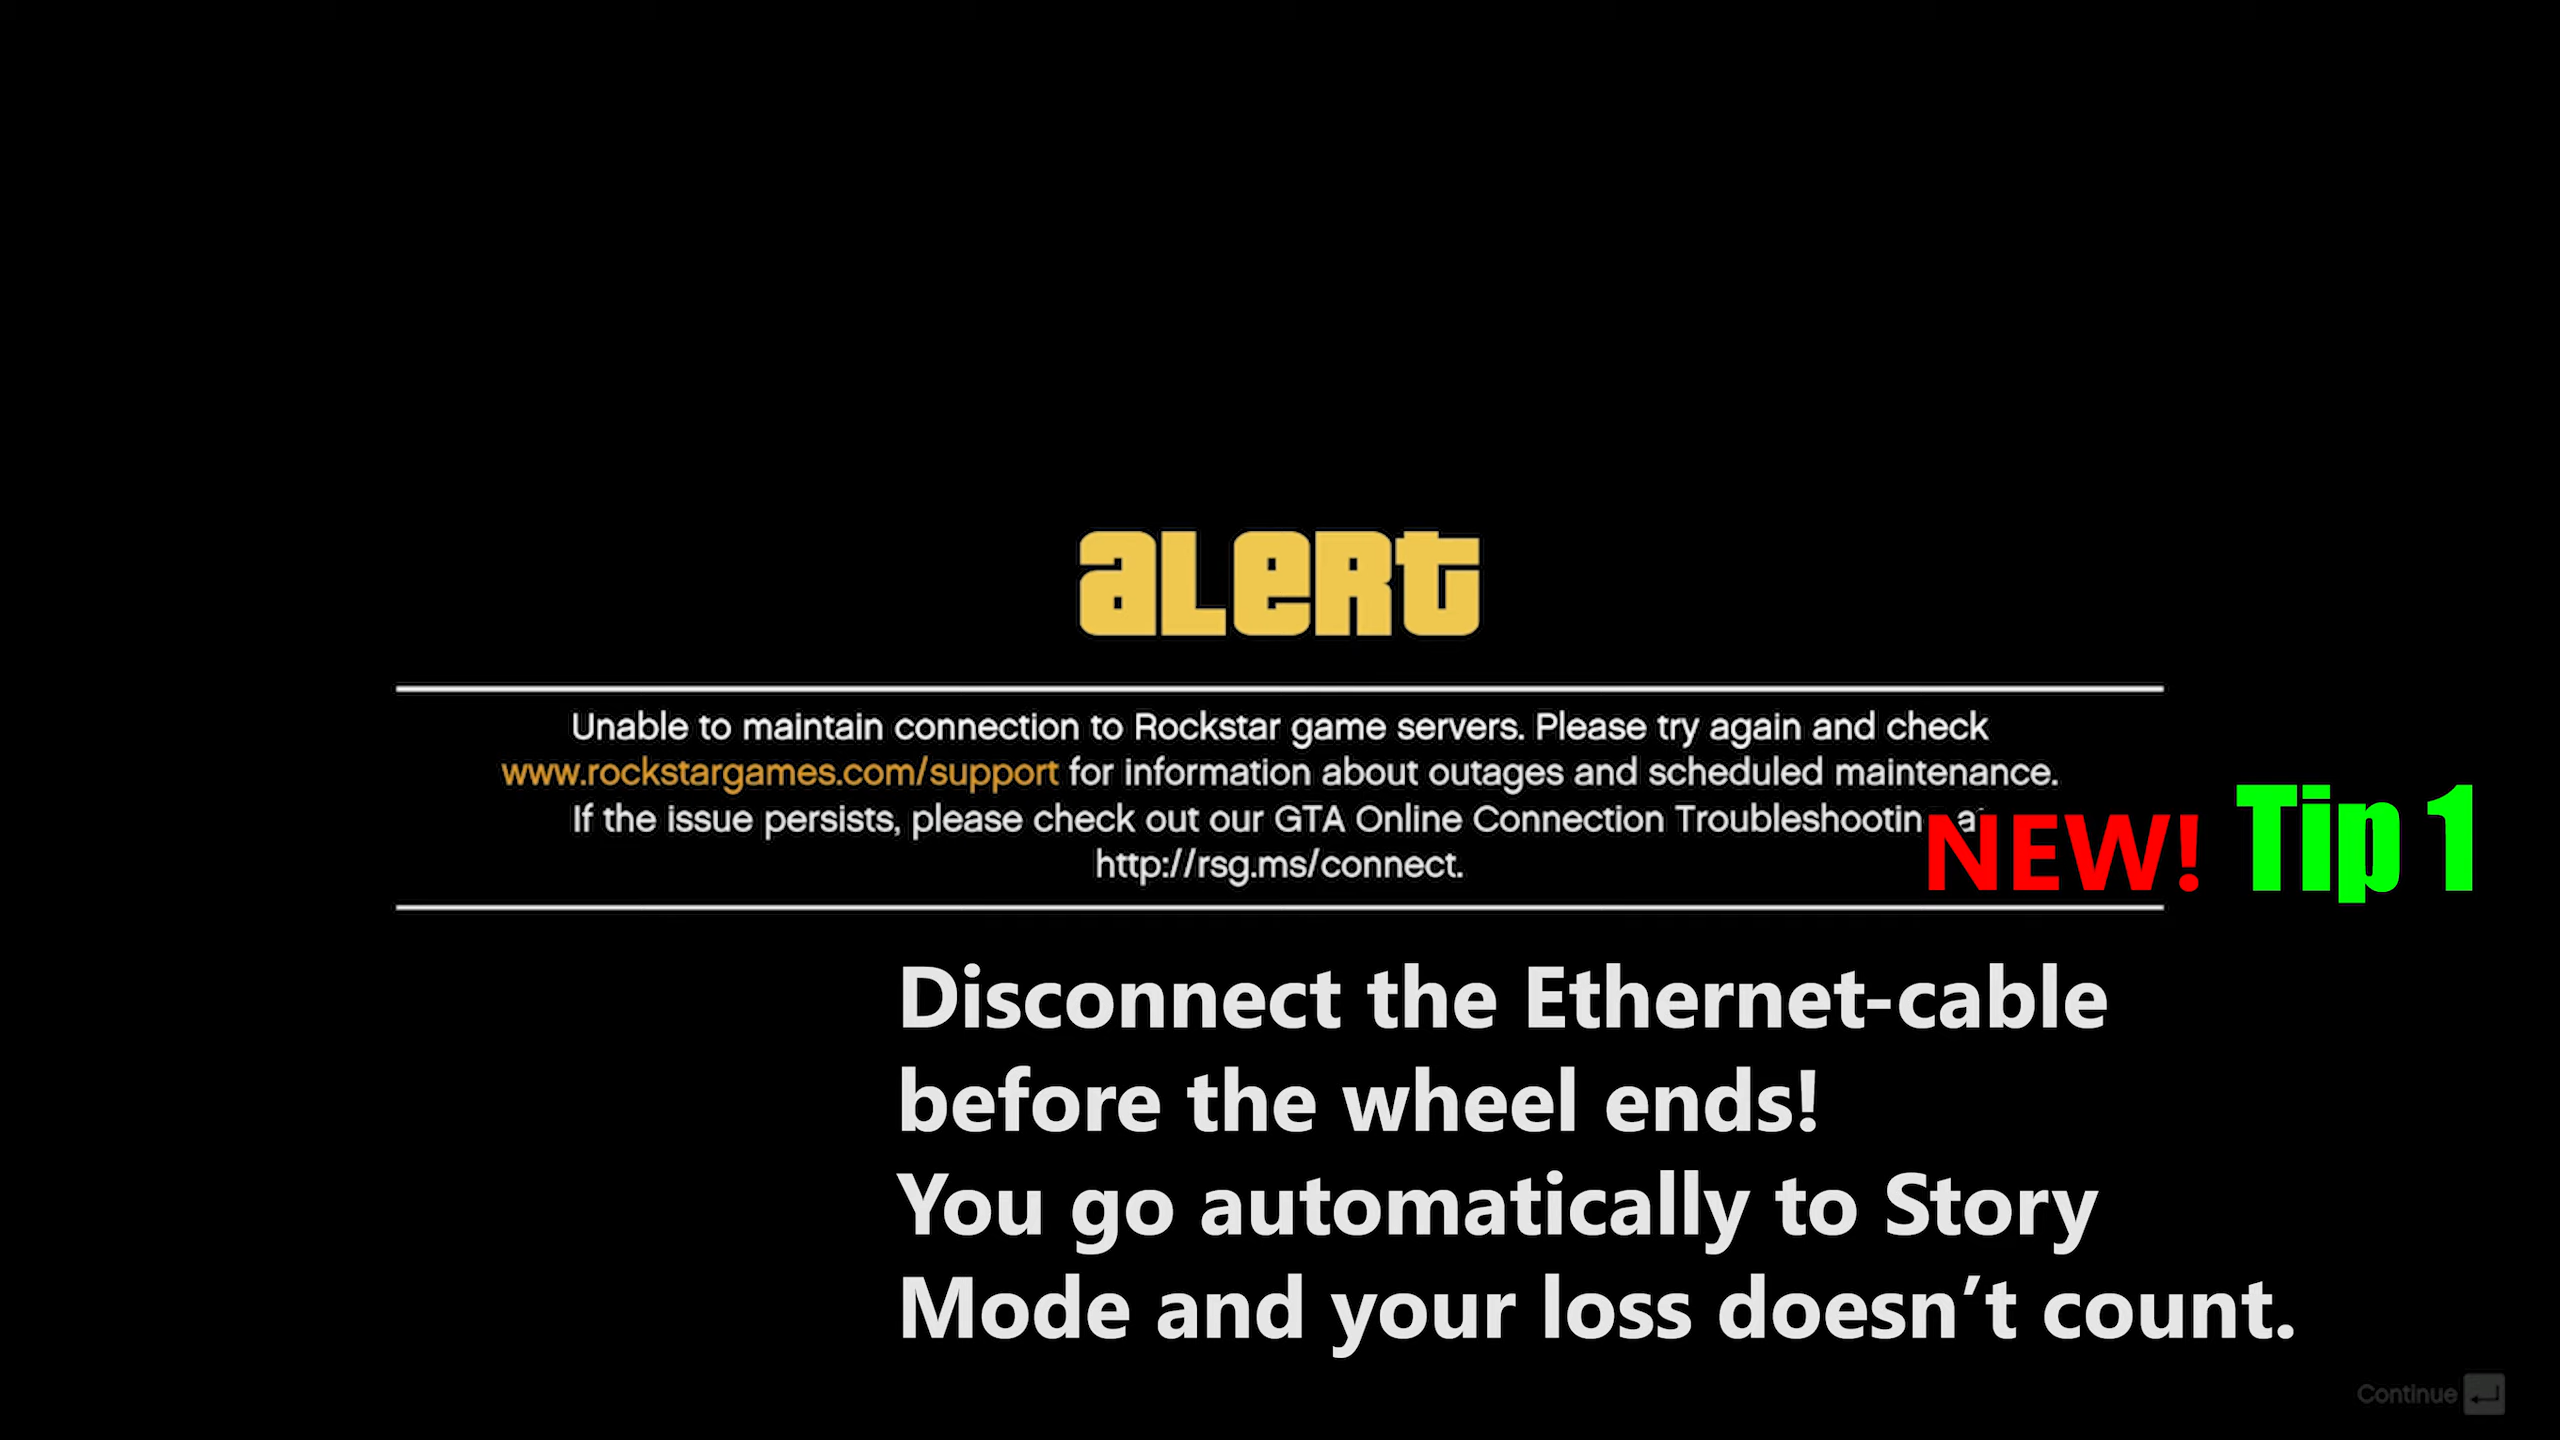 aLeRt
Unable to maintain connection to Rockstar game servers. Please try again and check
www.rockstargames.com/support for information about outages and scheduled maintenance.
If the issue persists, please check out our GTA Online Connection
http://rsg.ms/connect.
NEW! Tip 1
Disconnect the Ethernet-cable
before the wheel ends!
You go automatically to Story
Mode and your loss doesn’t count.
Continue